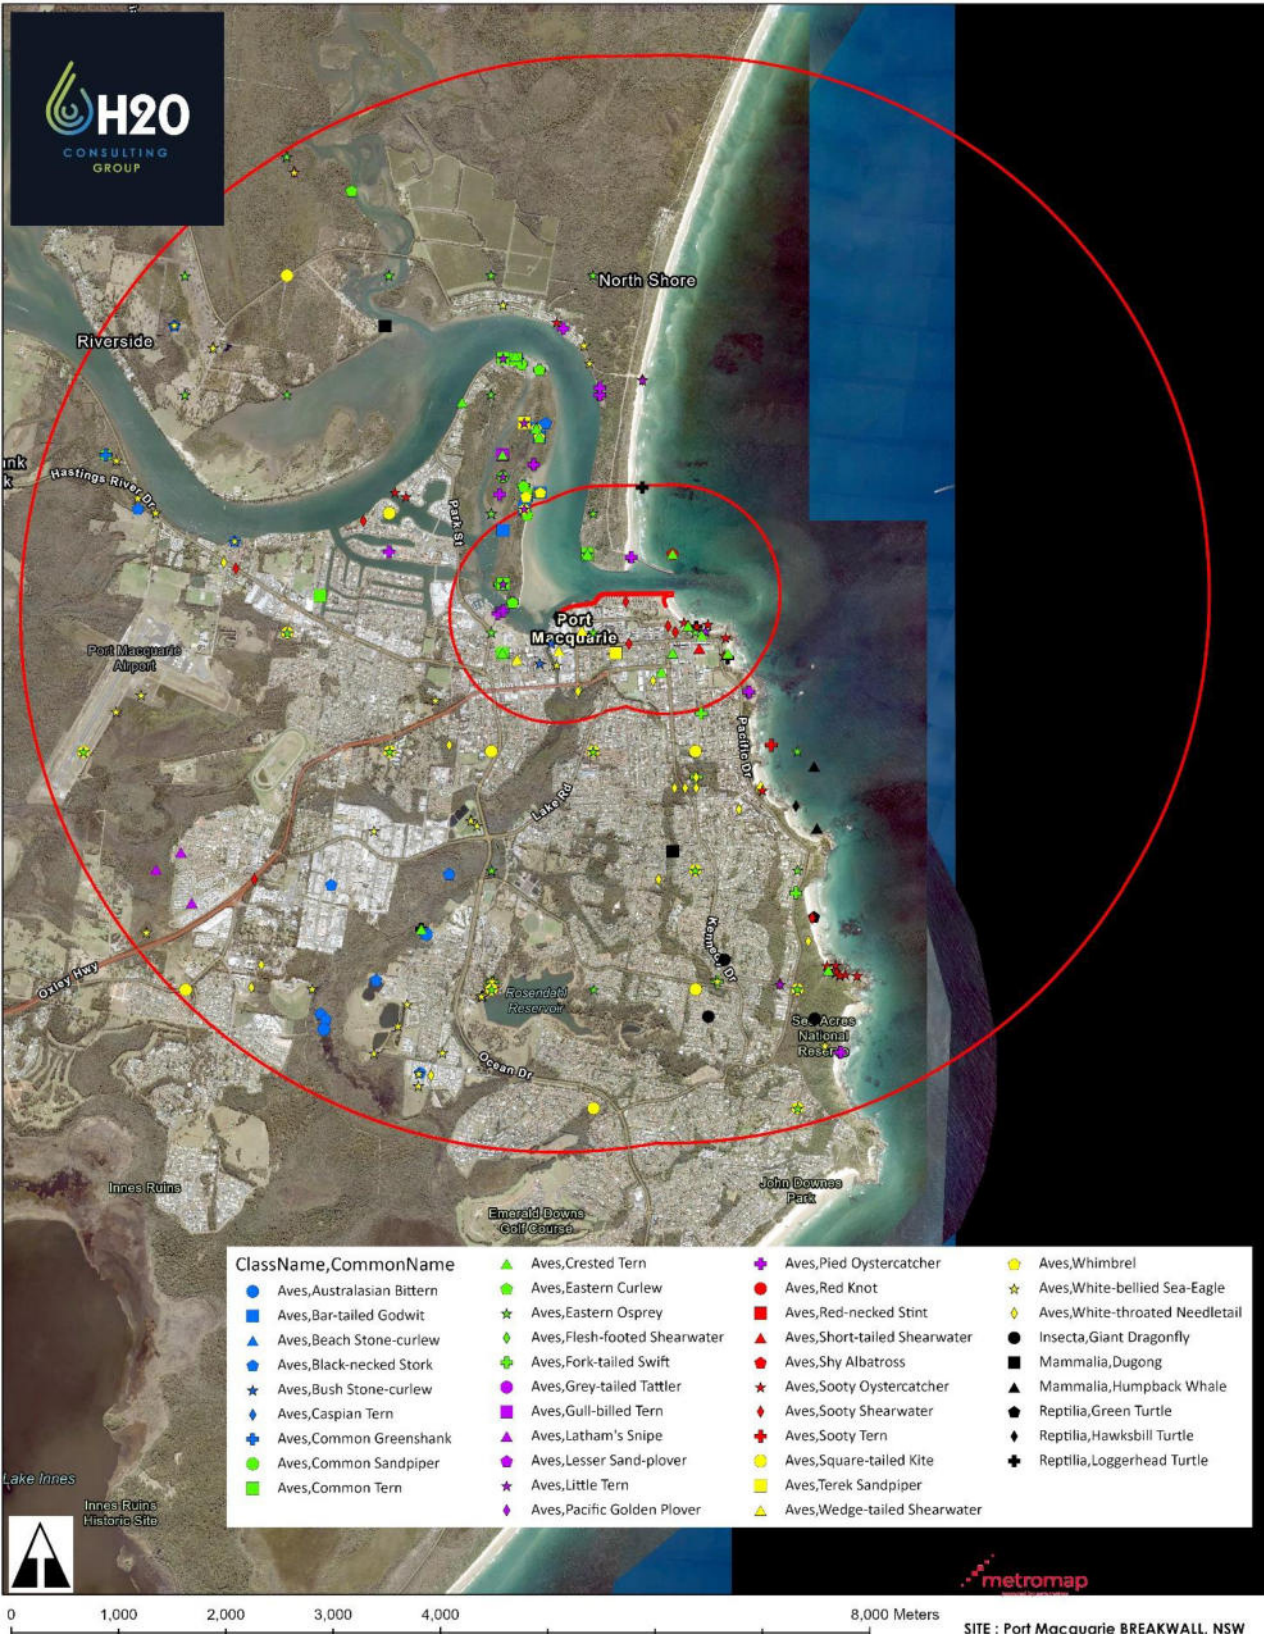 H2O
CONSULTING
GROUP
North Shore
Riverside
Hastings River Dr
Park St
Port
Macquarie
Port Macquarie
Airport
Pacific Dr
Lake Rd
Kennedy Dr
Oxley Hwy
Rosendahl
Reservoir
Sea Acres
National
Reserve
Ocean Dr
Innes Ruins
John Downes
Park
Emerald Downs
Golf Course
Lake Innes
Innes Ruins
Historic Site
ClassName,CommonName
Aves,Australasian Bittern
Aves,Bar-tailed Godwit
Aves,Beach Stone-curlew
Aves,Black-necked Stork
Aves,Bush Stone-curlew
Aves,Caspian Tern
Aves,Common Greenshank
Aves,Common Sandpiper
Aves,Common Tern
Aves,Crested Tern
Aves,Eastern Curlew
Aves,Eastern Osprey
Aves,Flesh-footed Shearwater
Aves,Fork-tailed Swift
Aves,Grey-tailed Tattler
Aves,Gull-billed Tern
Aves,Latham's Snipe
Aves,Lesser Sand-plover
Aves,Little Tern
Aves,Pacific Golden Plover
Aves,Pied Oystercatcher
Aves,Red Knot
Aves,Red-necked Stint
Aves,Short-tailed Shearwater
Aves,Shy Albatross
Aves,Sooty Oystercatcher
Aves,Sooty Shearwater
Aves,Sooty Tern
Aves,Square-tailed Kite
Aves,Terek Sandpiper
Aves,Wedge-tailed Shearwater
Aves,Whimbrel
Aves,White-bellied Sea-Eagle
Aves,White-throated Needletail
Insecta,Giant Dragonfly
Mammalia,Dugong
Mammalia,Humpback Whale
Reptilia,Green Turtle
Reptilia,Hawksbill Turtle
Reptilia,Loggerhead Turtle
metromap
0 1,000 2,000 3,000 4,000 8,000 Meters
SITE : Port Macquarie BREAKWALL, NSW